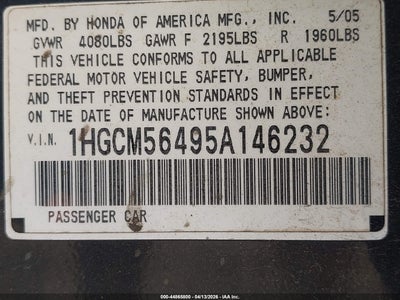 MFD. BY HONDA OF AMERICA MFG., INC. 5/05
GVWR 4080LBS GAWR F 2195LBS R 1960LBS
THIS VEHICLE CONFORMS TO ALL APPLICABLE
FEDERAL MOTOR VEHICLE SAFETY, BUMPER,
AND THEFT PREVENTION STANDARDS IN EFFECT
ON THE DATE OF MANUFACTURE SHOWN ABOVE:
V.I.N. 1HGCM56495A146232
PASSENGER CAR
000-44865800 - 04/13/2026 - IAA Inc.